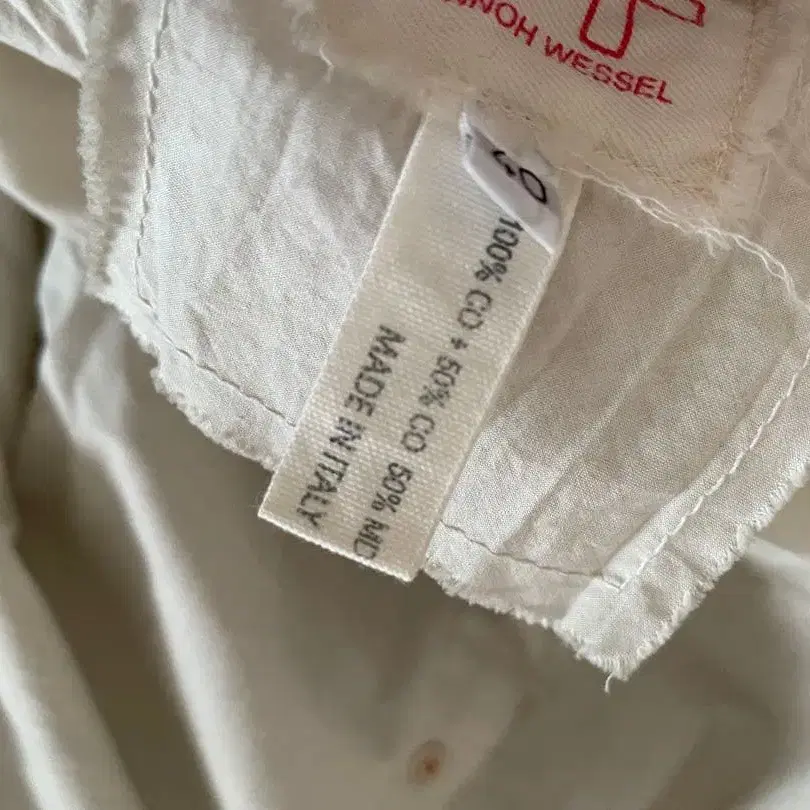 NNOH WESSEL
40
100% CO + 50% CO 50% MD
MADE IN ITALY